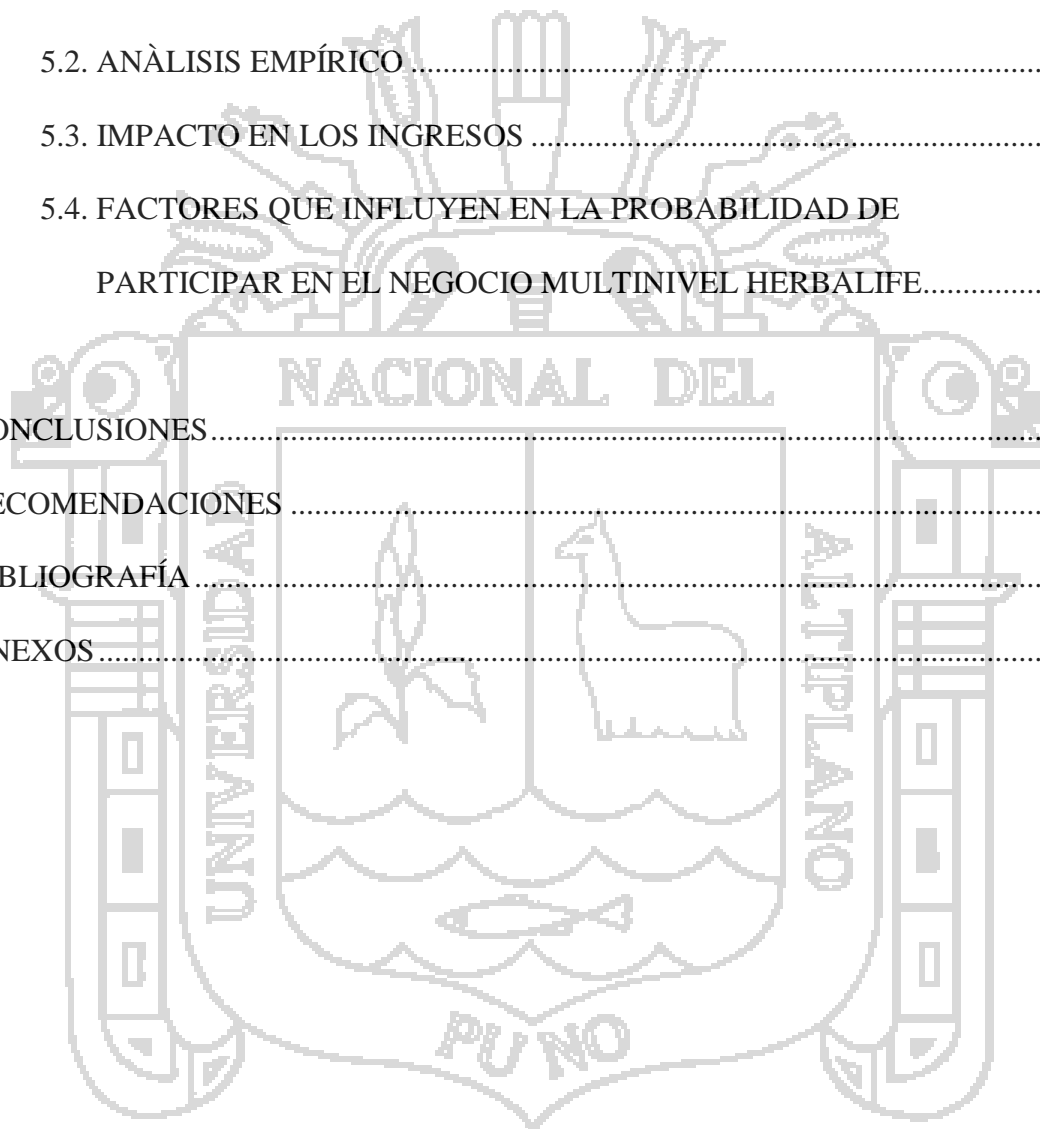 5.2. ANÀLISIS EMPÍRICO ................................................................................
5.3. IMPACTO EN LOS INGRESOS .................................................................
5.4. FACTORES QUE INFLUYEN EN LA PROBABILIDAD DE
PARTICIPAR EN EL NEGOCIO MULTINIVEL HERBALIFE...............
NACIONAL DEL
ONCLUSIONES.........................................................................................................
ECOMENDACIONES ...............................................................................................
BLIOGRAFÍA ...........................................................................................................
NEXOS .......................................................................................................................
UNIVERSIDAD
ALTIPLANO
PUNO